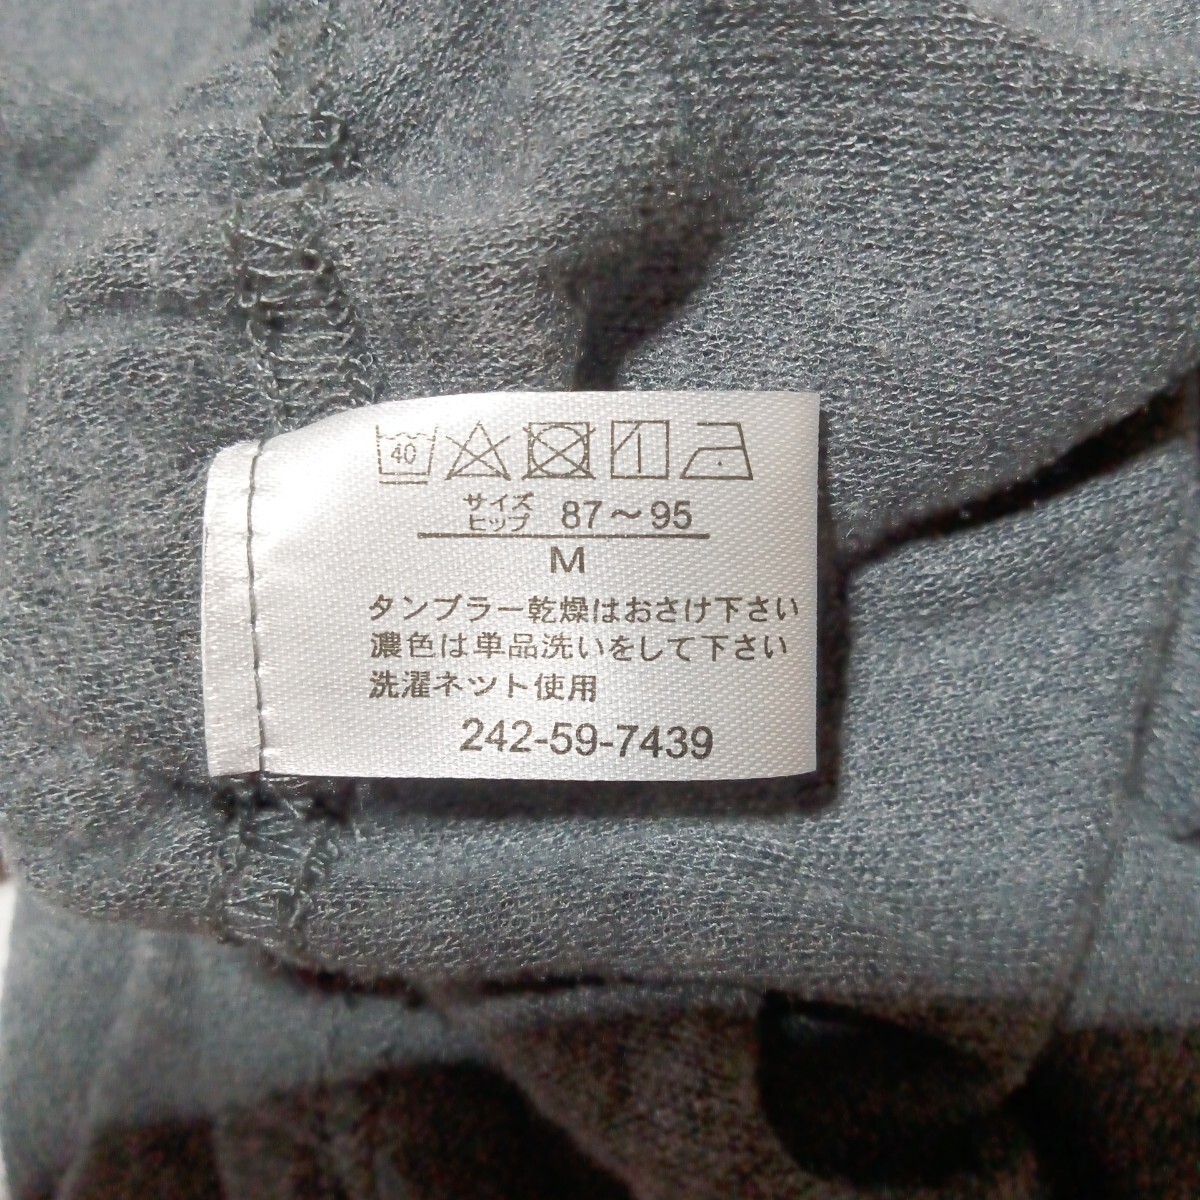 40
サイズ
ヒップ 87～95
M
タンブラー乾燥はおさけ下さい
濃色は単品洗いをして下さい
洗濯ネット使用
242-59-7439